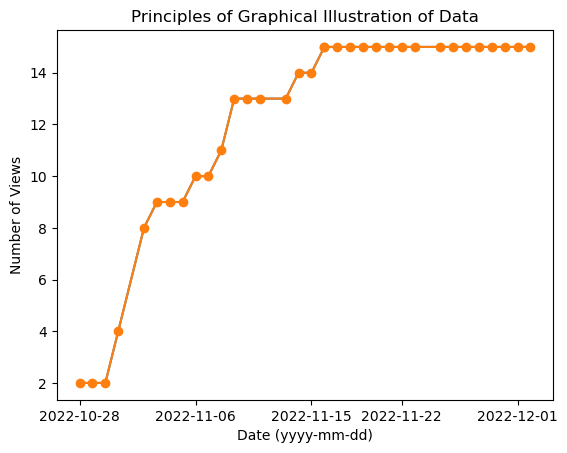 Principles of Graphical Illustration of Data
14
12
10
8
6
4
2
Number of Views
2022-10-28 2022-11-06 2022-11-15 2022-11-22 2022-12-01
Date (yyyy-mm-dd)